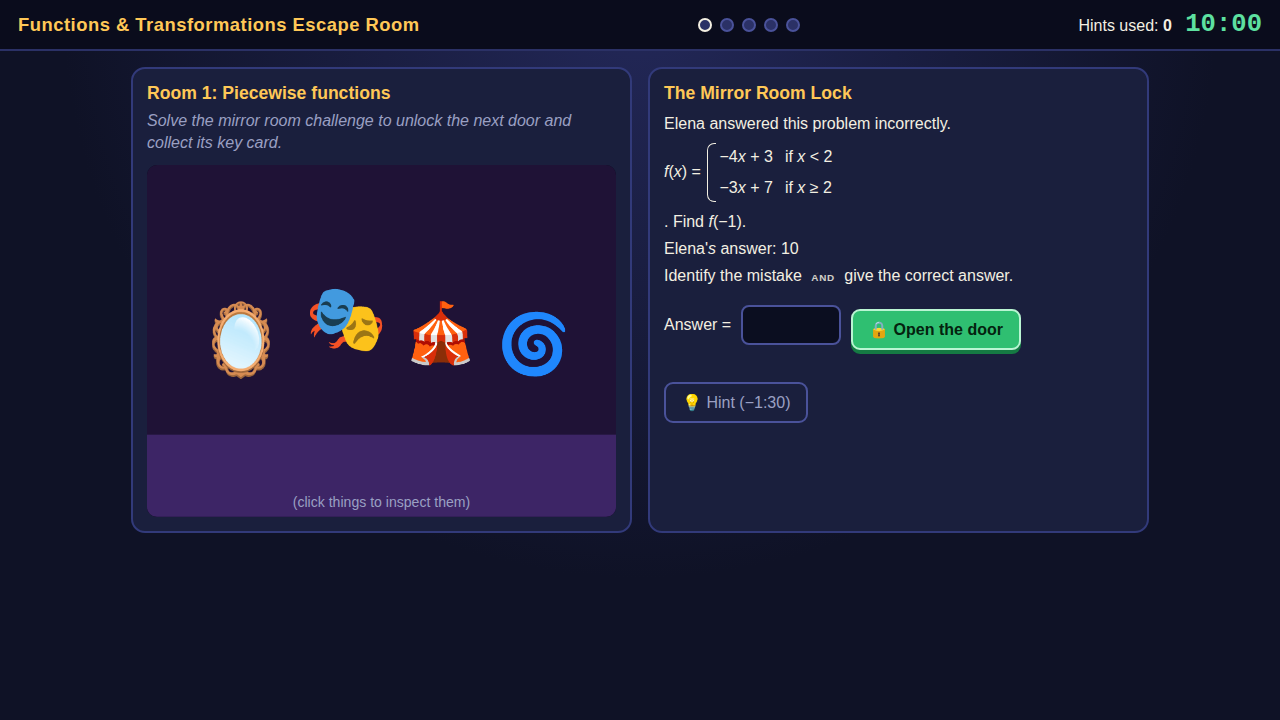 Functions & Transformations Escape Room
Hints used: 0 10:00
Room 1: Piecewise functions
Solve the mirror room challenge to unlock the next door and
collect its key card.
(click things to inspect them)
The Mirror Room Lock
Elena answered this problem incorrectly.
f(x) = { −4x + 3 if x < 2
−3x + 7 if x ≥ 2
. Find f(−1).
Elena's answer: 10
Identify the mistake AND give the correct answer.
Answer = 🔒 Open the door
💡 Hint (−1:30)